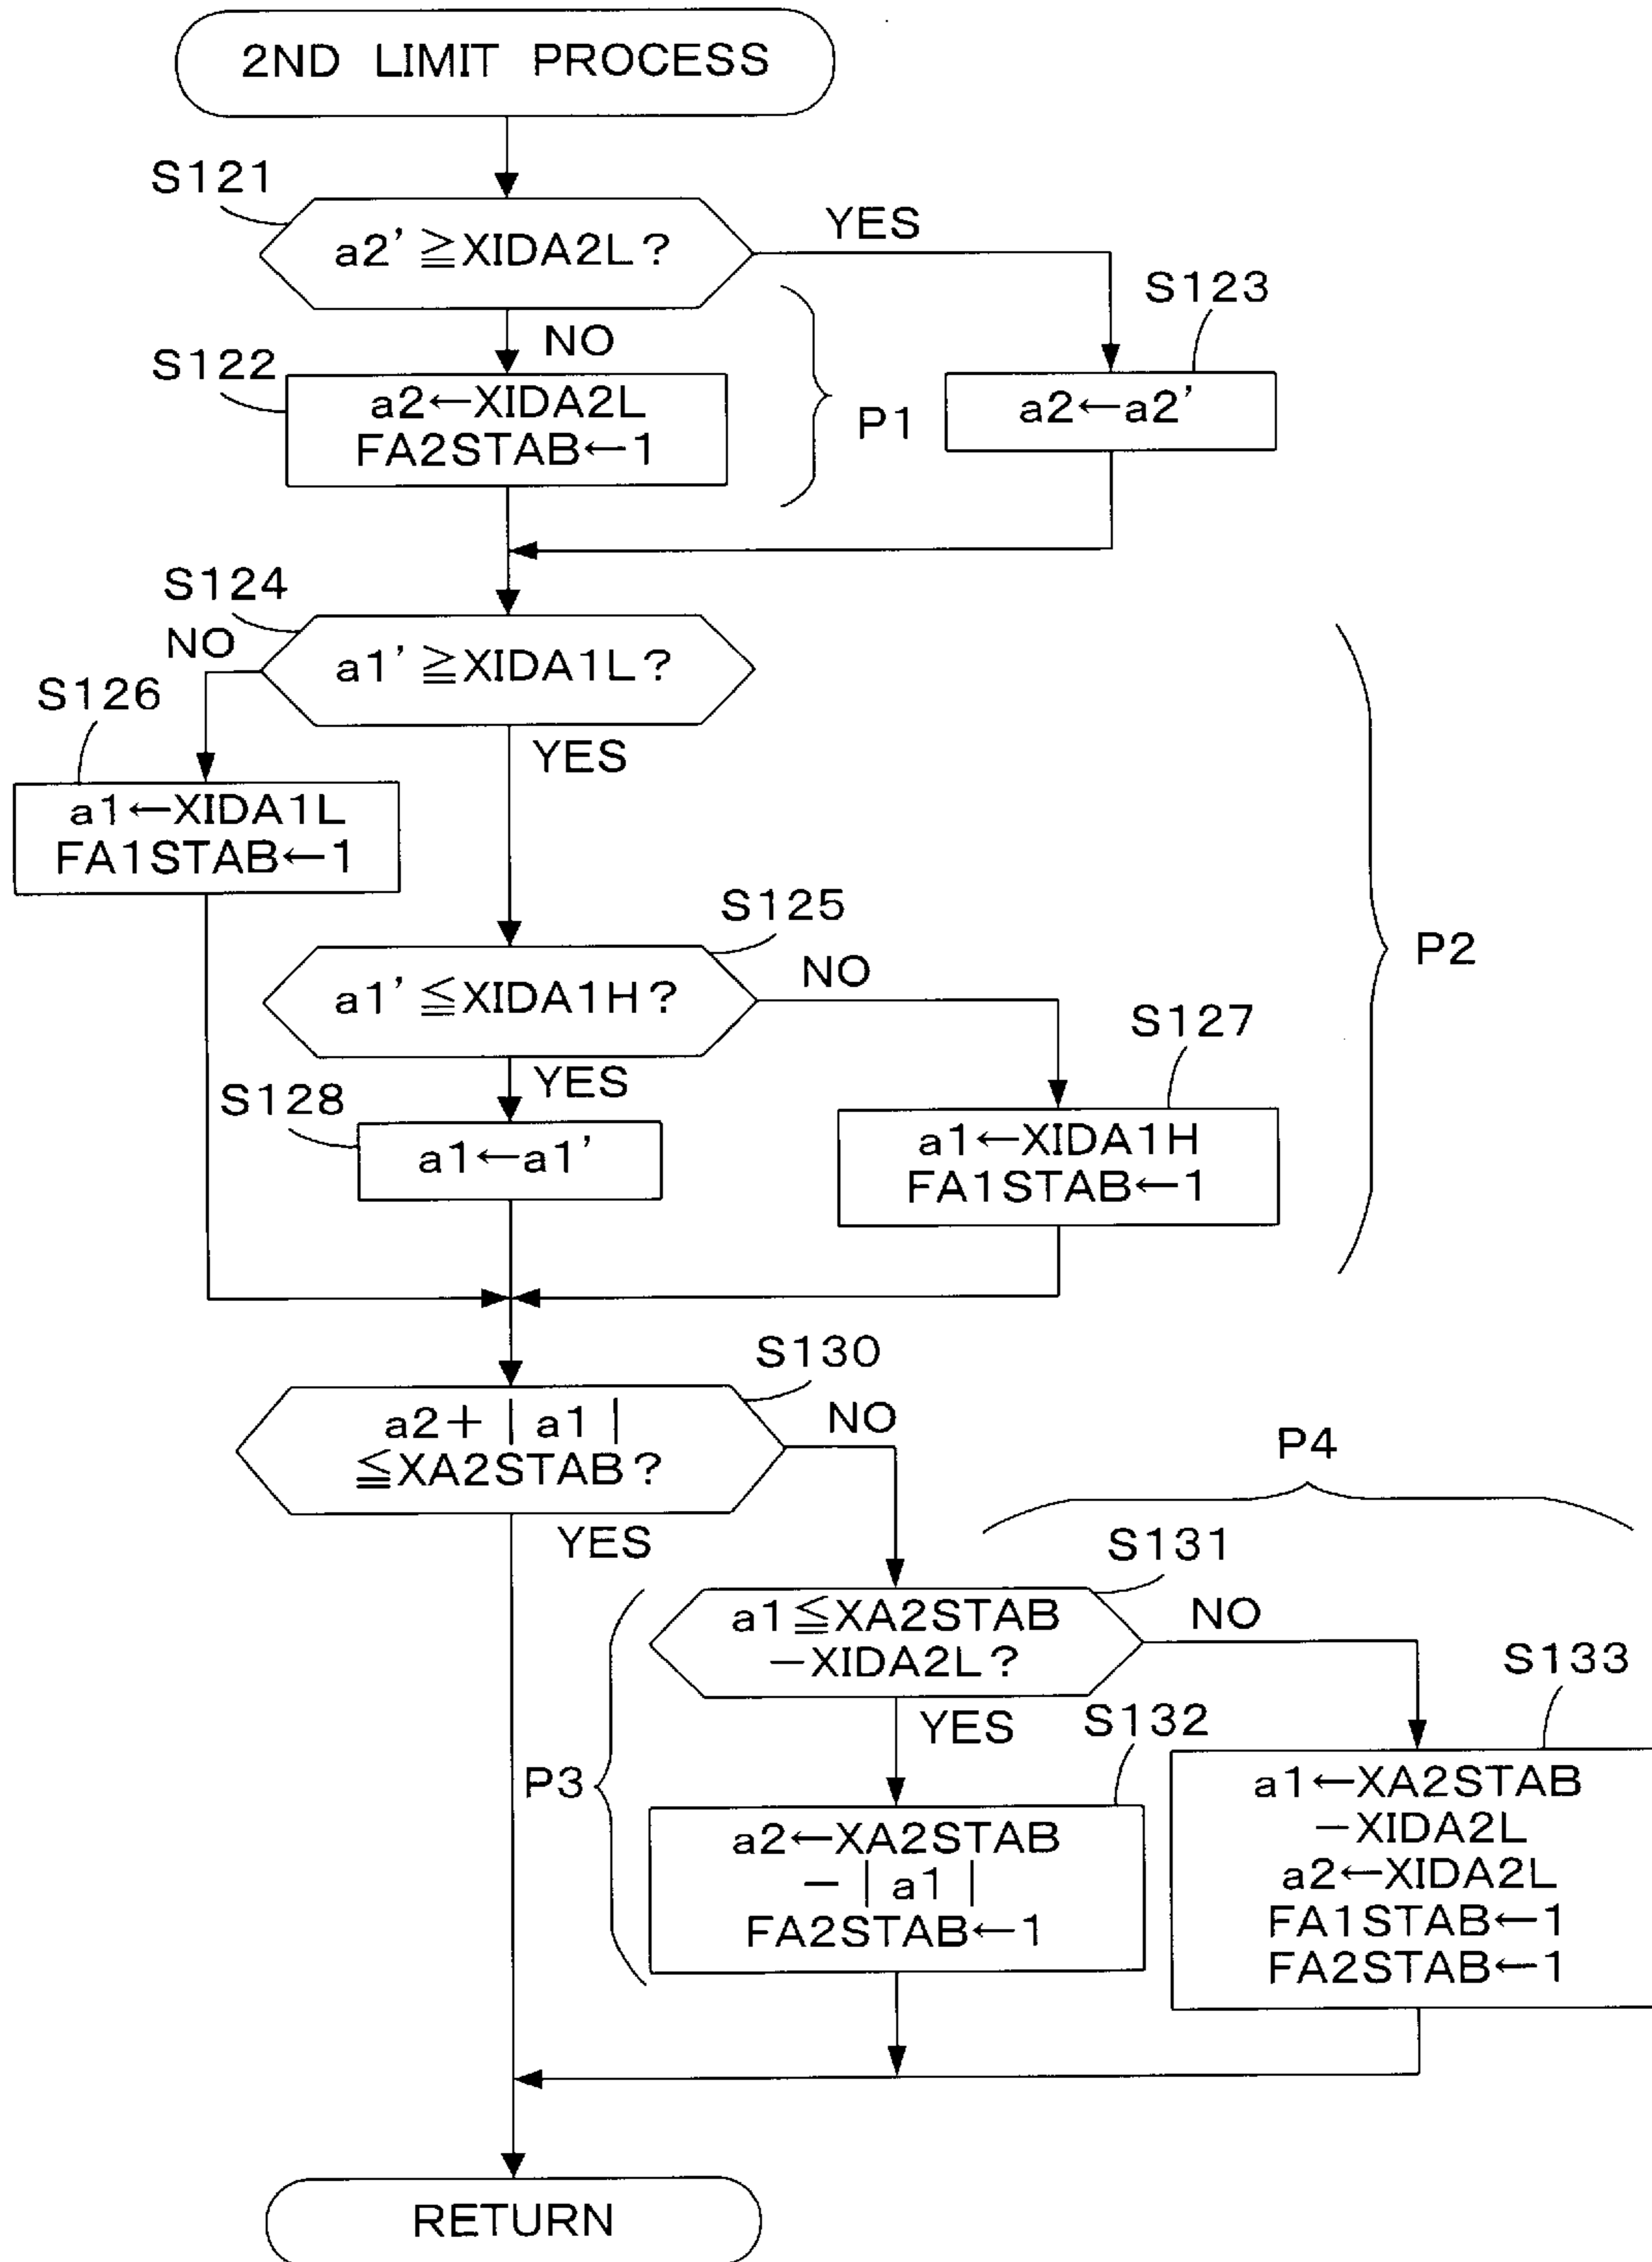 2ND LIMIT PROCESS
S121
a2' ≧XIDA2L?
YES
NO
S122
a2←XIDA2L
FA2STAB←1
P1
S123
a2←a2'
S124
NO
a1' ≧XIDA1L?
YES
S126
a1←XIDA1L
FA1STAB←1
S125
a1' ≦XIDA1H?
NO
YES
S127
a1←XIDA1H
FA1STAB←1
S128
a1←a1'
P2
S130
a2+|a1|
≦XA2STAB?
NO
YES
P4
S131
a1≦XA2STAB
−XIDA2L?
NO
YES
P3
S132
a2←XA2STAB
−|a1|
FA2STAB←1
S133
a1←XA2STAB
−XIDA2L
a2←XIDA2L
FA1STAB←1
FA2STAB←1
RETURN